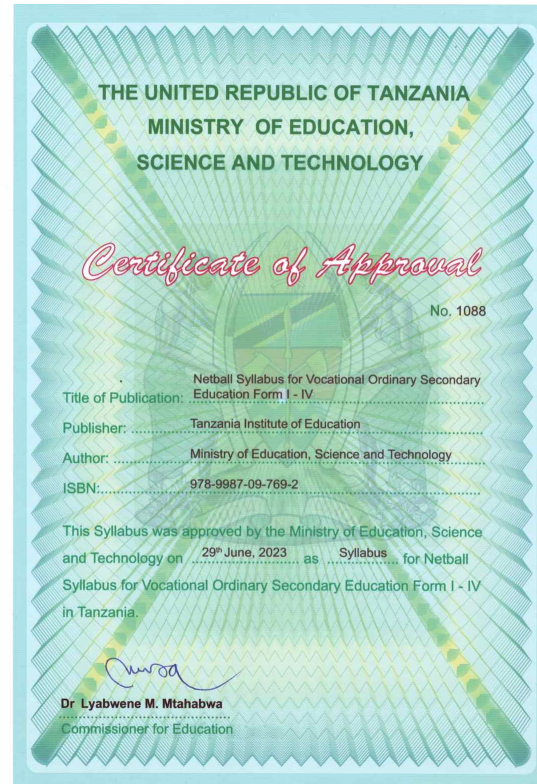 THE UNITED REPUBLIC OF TANZANIA
MINISTRY OF EDUCATION,
SCIENCE AND TECHNOLOGY
Certificate of Approval
No. 1088
Netball Syllabus for Vocational Ordinary Secondary
Title of Publication: Education Form I - IV
Publisher: Tanzania Institute of Education
Author: Ministry of Education, Science and Technology
ISBN: 978-9987-09-769-2
This Syllabus was approved by the Ministry of Education, Science
and Technology on 29th June, 2023 as Syllabus for Netball
Syllabus for Vocational Ordinary Secondary Education Form I - IV
in Tanzania.
Dr Lyabwene M. Mtahabwa
Commissioner for Education